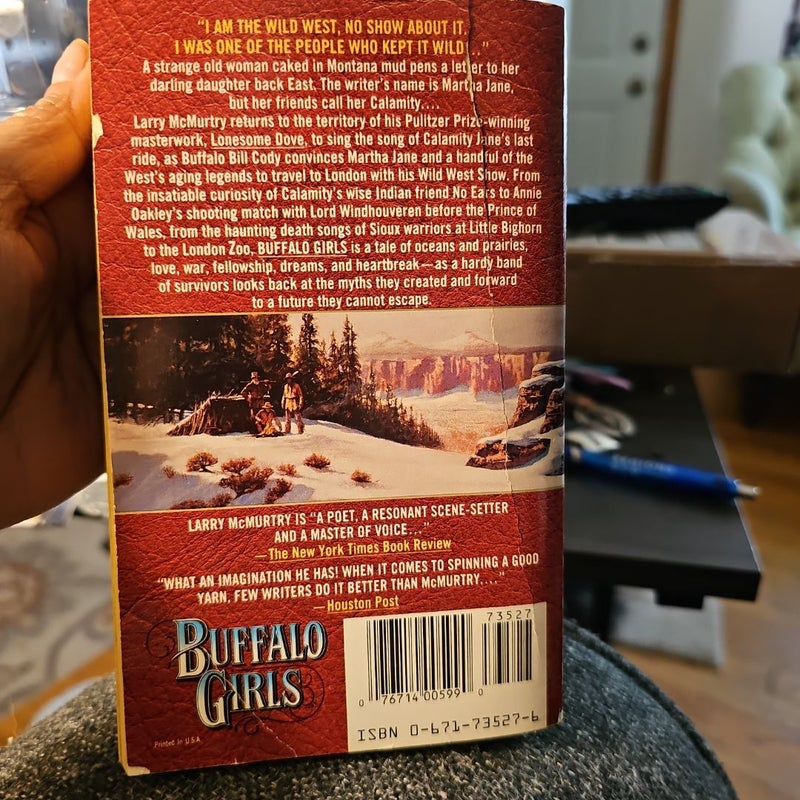 "I AM THE WILD WEST, NO SHOW ABOUT IT.
I WAS ONE OF THE PEOPLE WHO KEPT IT WILD..."
A strange old woman caked in Montana mud pens a letter to her
darling daughter back East. The writer's name is Martha Jane,
but her friends call her Calamity....
Larry McMurtry returns to the territory of his Pulitzer Prize-winning
masterwork, Lonesome Dove, to sing the song of Calamity Jane's last
ride, as Buffalo Bill Cody convinces Martha Jane and a handful of the
West's aging legends to travel to London with his Wild West Show. From
the insatiable curiosity of Calamity's wise Indian friend No Ears to Annie
Oakley's shooting match with Lord Windhouveren before the Prince of
Wales, from the haunting death songs of Sioux warriors at Little Bighorn
to the London Zoo, BUFFALO GIRLS is a tale of oceans and prairies,
love, war, fellowship, dreams, and heartbreak—as a hardy band
of survivors looks back at the myths they created and forward
to a future they cannot escape.
LARRY McMURTRY IS "A POET, A RESONANT SCENE-SETTER
AND A MASTER OF VOICE..."
—The New York Times Book Review
"WHAT AN IMAGINATION HE HAS! WHEN IT COMES TO SPINNING A GOOD
YARN, FEW WRITERS DO IT BETTER THAN McMURTRY...."
—Houston Post
BUFFALO
GIRLS
Printed in U.S.A.
73527
0 76714 00599 0
ISBN 0-671-73527-6